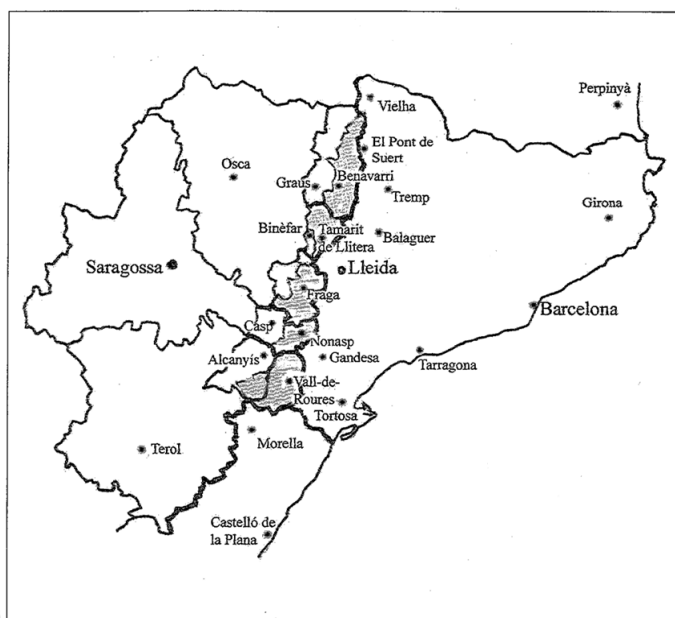 Vielha
Perpinyà
El Pont de
Suert
Osca
Graus
Benavarri
Tremp
Girona
Binèfar
Tamarit
de Llitera
Balaguer
Saragossa
Lleida
Fraga
Barcelona
Casp
Nonasp
Alcanyís
Gandesa
Tarragona
Vall-de-
Roures
Tortosa
Terol
Morella
Castelló de
la Plana